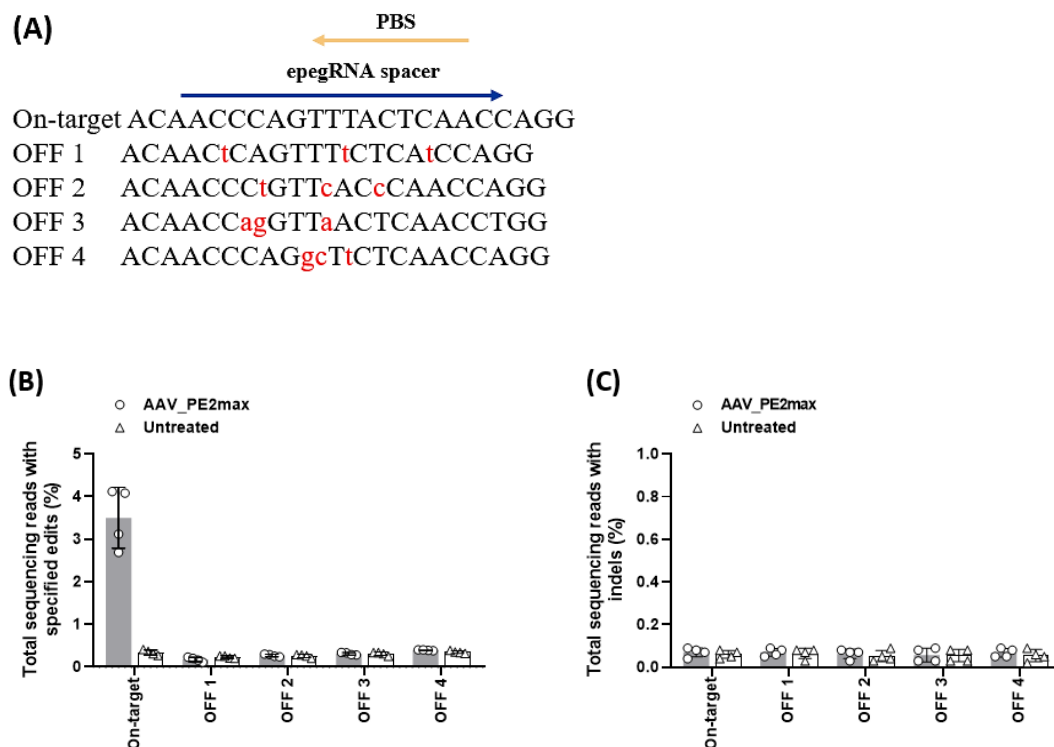 (A)
PBS
epegRNA spacer
On-target ACAACCCAGTTTACTCAACCAGG
OFF 1 ACAACtCAGTTTtCTCAtCCAGG
OFF 2 ACAACCCtGTTcACcCAACCAGG
OFF 3 ACAACCagGTTaACTCAACCTGG
OFF 4 ACAACCCAGgcTtCTCAACCAGG
(B)
AAV_PE2max
Untreated
Total sequencing reads with specified edits (%)
5
4
3
2
1
0
On-target
OFF 1
OFF 2
OFF 3
OFF 4
(C)
AAV_PE2max
Untreated
Total sequencing reads with indels (%)
1.0
0.8
0.6
0.4
0.2
0.0
On-target
OFF 1
OFF 2
OFF 3
OFF 4